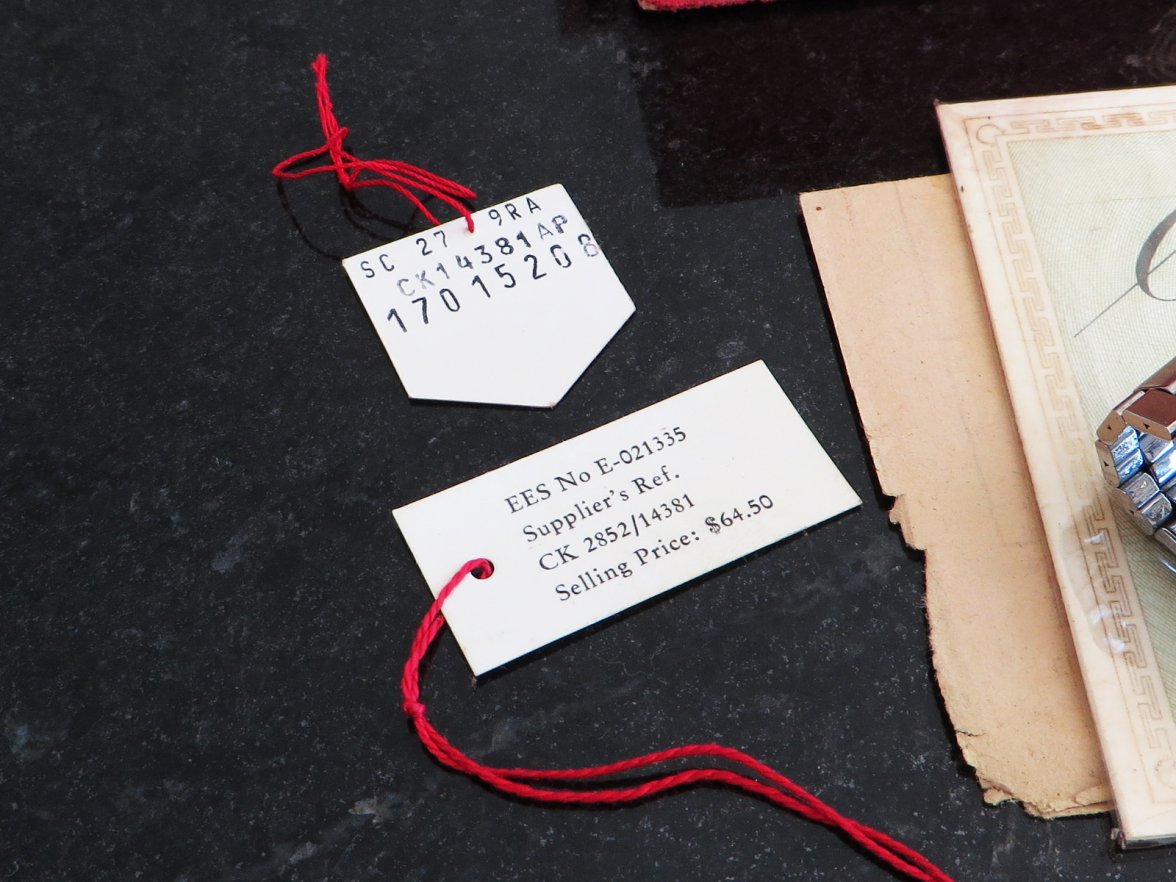 SC 27 9RA
CK14381AP
17015208
EES No E-021335
Supplier's Ref.
CK 2852/14381
Selling Price: $64.50